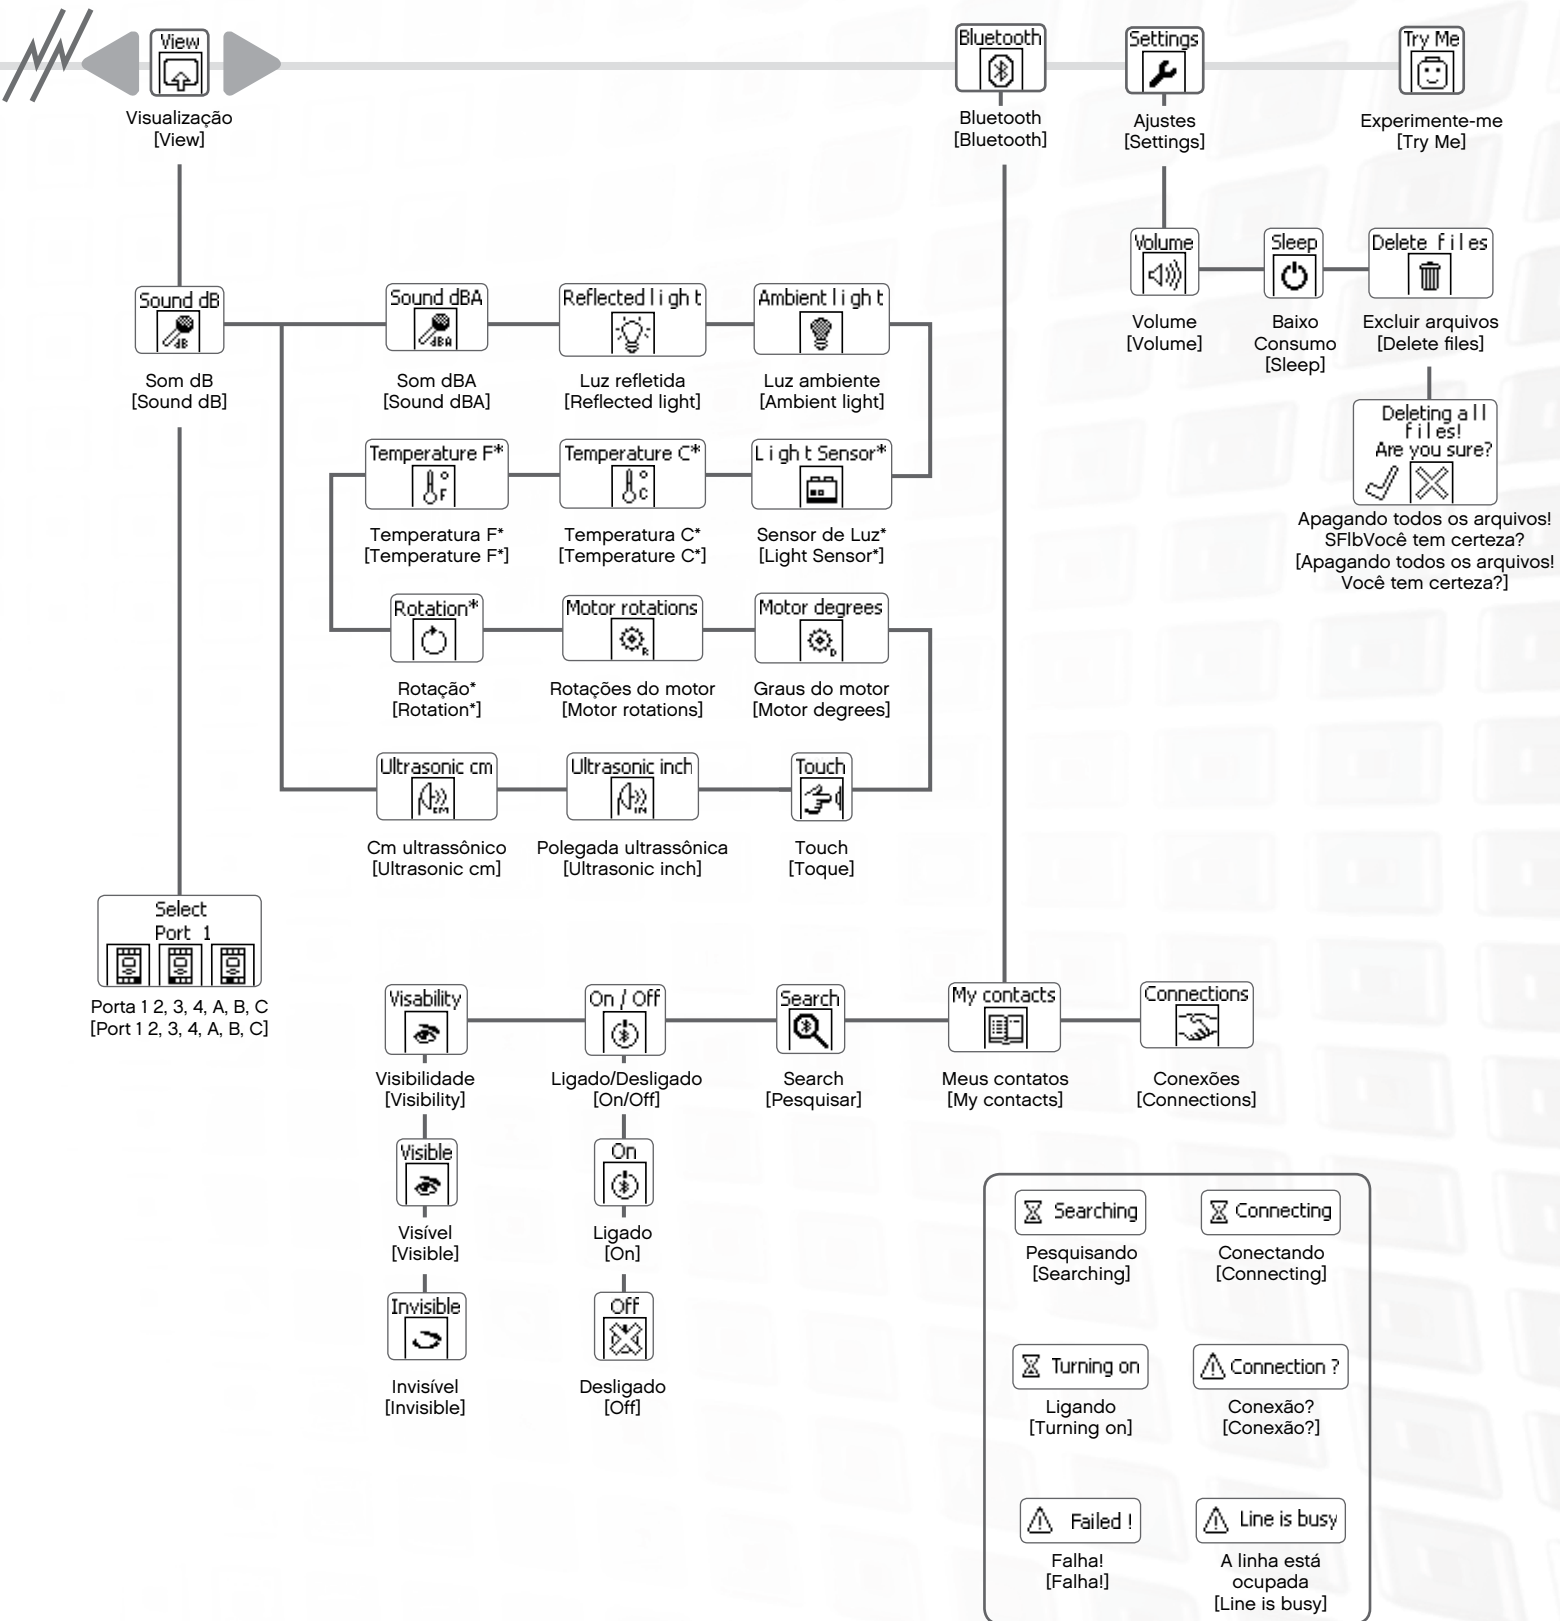 View
Visualização
[View]
Bluetooth
Bluetooth
[Bluetooth]
Settings
Ajustes
[Settings]
Try Me
Experimente-me
[Try Me]
Volume
Volume
[Volume]
Sleep
Baixo
Consumo
[Sleep]
Delete files
Excluir arquivos
[Delete files]
Deleting all
files!
Are you sure?
Apagando todos os arquivos!
SFlbVocê tem certeza?
[Apagando todos os arquivos!
Você tem certeza?]
Sound dB
dB
Som dB
[Sound dB]
Sound dBA
dBA
Som dBA
[Sound dBA]
Reflected light
Luz refletida
[Reflected light]
Ambient light
Luz ambiente
[Ambient light]
Temperature F*
°F
Temperatura F*
[Temperature F*]
Temperature C*
°C
Temperatura C*
[Temperature C*]
Light Sensor*
Sensor de Luz*
[Light Sensor*]
Rotation*
Rotação*
[Rotation*]
Motor rotations
R
Rotações do motor
[Motor rotations]
Motor degrees
D
Graus do motor
[Motor degrees]
Ultrasonic cm
CM
Cm ultrassônico
[Ultrasonic cm]
Ultrasonic inch
IN
Polegada ultrassônica
[Ultrasonic inch]
Touch
Touch
[Toque]
Select
Port 1
Porta 1 2, 3, 4, A, B, C
[Port 1 2, 3, 4, A, B, C]
Visability
Visibilidade
[Visibility]
On / Off
Ligado/Desligado
[On/Off]
Search
Search
[Pesquisar]
My contacts
Meus contatos
[My contacts]
Connections
Conexões
[Connections]
Visible
Visível
[Visible]
On
Ligado
[On]
Invisible
Invisível
[Invisible]
Off
Desligado
[Off]
Searching
Pesquisando
[Searching]
Connecting
Conectando
[Connecting]
Turning on
Ligando
[Turning on]
Connection ?
Conexão?
[Conexão?]
Failed !
Falha!
[Falha!]
Line is busy
A linha está
ocupada
[Line is busy]